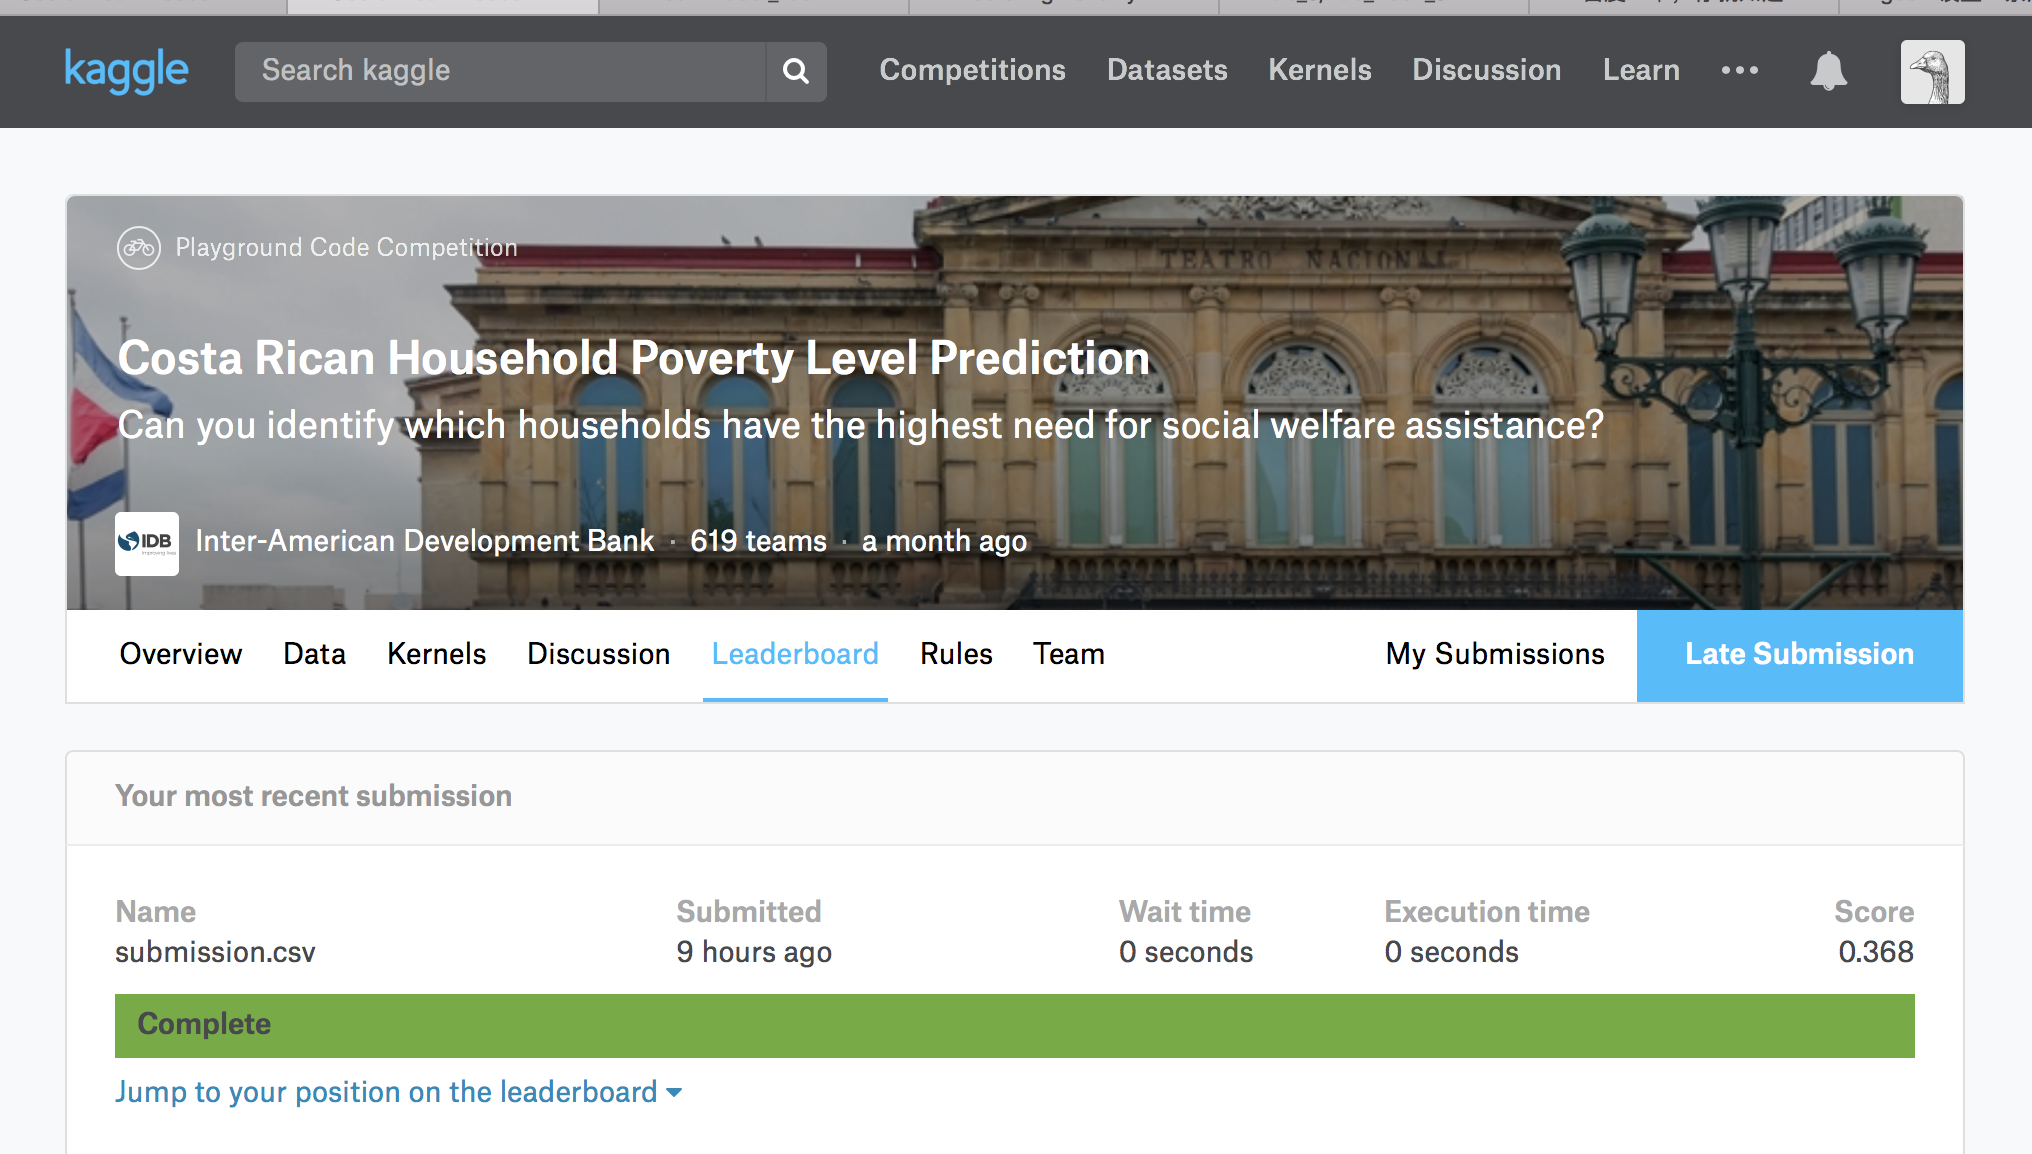 kaggle
Search kaggle
Competitions Datasets Kernels Discussion Learn
Playground Code Competition
TEATRO NACIONAL
Costa Rican Household Poverty Level Prediction
Can you identify which households have the highest need for social welfare assistance?
IDB
Improving lives
Inter-American Development Bank · 619 teams · a month ago
Overview Data Kernels Discussion Leaderboard Rules Team My Submissions Late Submission
Your most recent submission
Name Submitted Wait time Execution time Score
submission.csv 9 hours ago 0 seconds 0 seconds 0.368
Complete
Jump to your position on the leaderboard